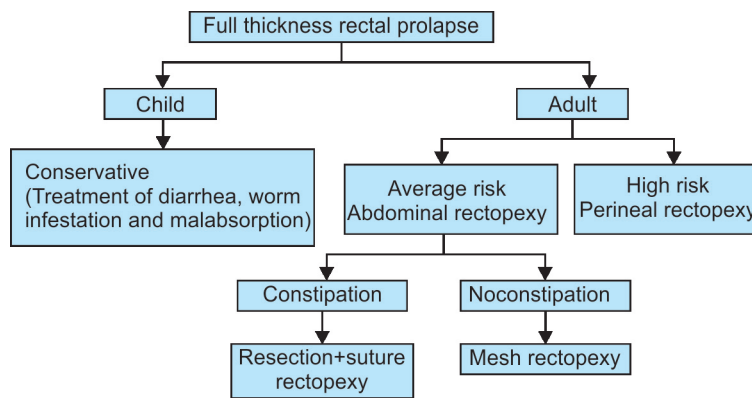 Full thickness rectal prolapse
Child
Adult
Conservative
(Treatment of diarrhea, worm
infestation and malabsorption)
Average risk
Abdominal rectopexy
High risk
Perineal rectopexy
Constipation
Noconstipation
Resection+suture
rectopexy
Mesh rectopexy